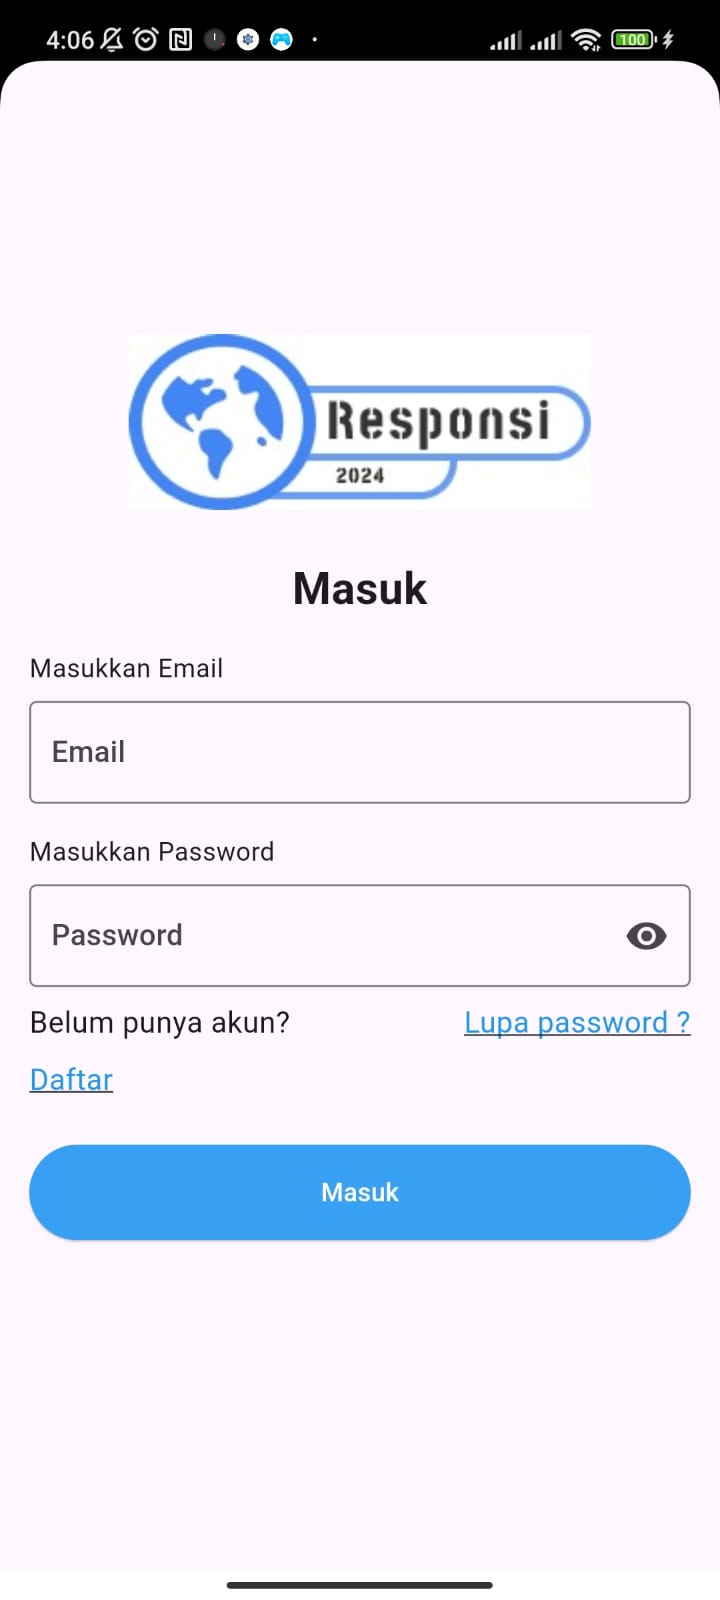 4:06
100
Responsi
2024
Masuk
Masukkan Email
Email
Masukkan Password
Password
Belum punya akun?
Lupa password ?
Daftar
Masuk